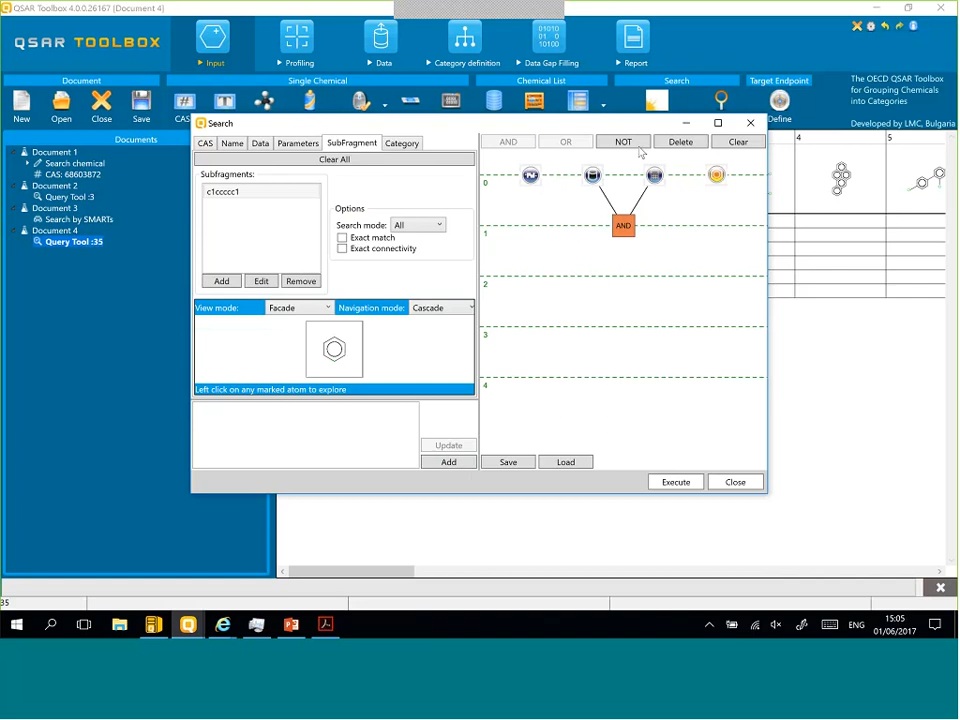 QSAR Toolbox 4.0.0.26167 [Document 4]
QSAR TOOLBOX
Input
Profiling
Data
Category definition
Data Gap Filling
Report
01010
01 0
10100
Document
Single Chemical
Chemical List
Search
Target Endpoint
The OECD QSAR Toolbox
for Grouping Chemicals
into Categories
Developed by LMC, Bulgaria
New
Open
Close
Save
CAS
Define
Documents
Document 1
Search chemical
CAS: 68603872
Document 2
Query Tool :3
Document 3
Search by SMARTs
Document 4
Query Tool :35
4
5
Search
CAS
Name
Data
Parameters
SubFragment
Category
Clear All
Subfragments:
c1ccccc1
Options
Search mode:
All
Exact match
Exact connectivity
Add
Edit
Remove
View mode:
Facade
Navigation mode:
Cascade
Left click on any marked atom to explore
Update
Add
AND
OR
NOT
Delete
Clear
0
AND
1
2
3
4
Save
Load
Execute
Close
35
ENG
15:05
01/06/2017